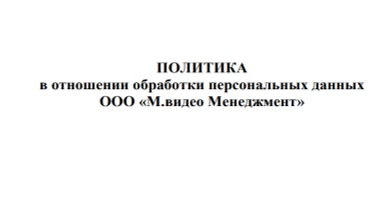 ПОЛИТИКА
в отношении обработки персональных данных
ООО «М.видео Менеджмент»